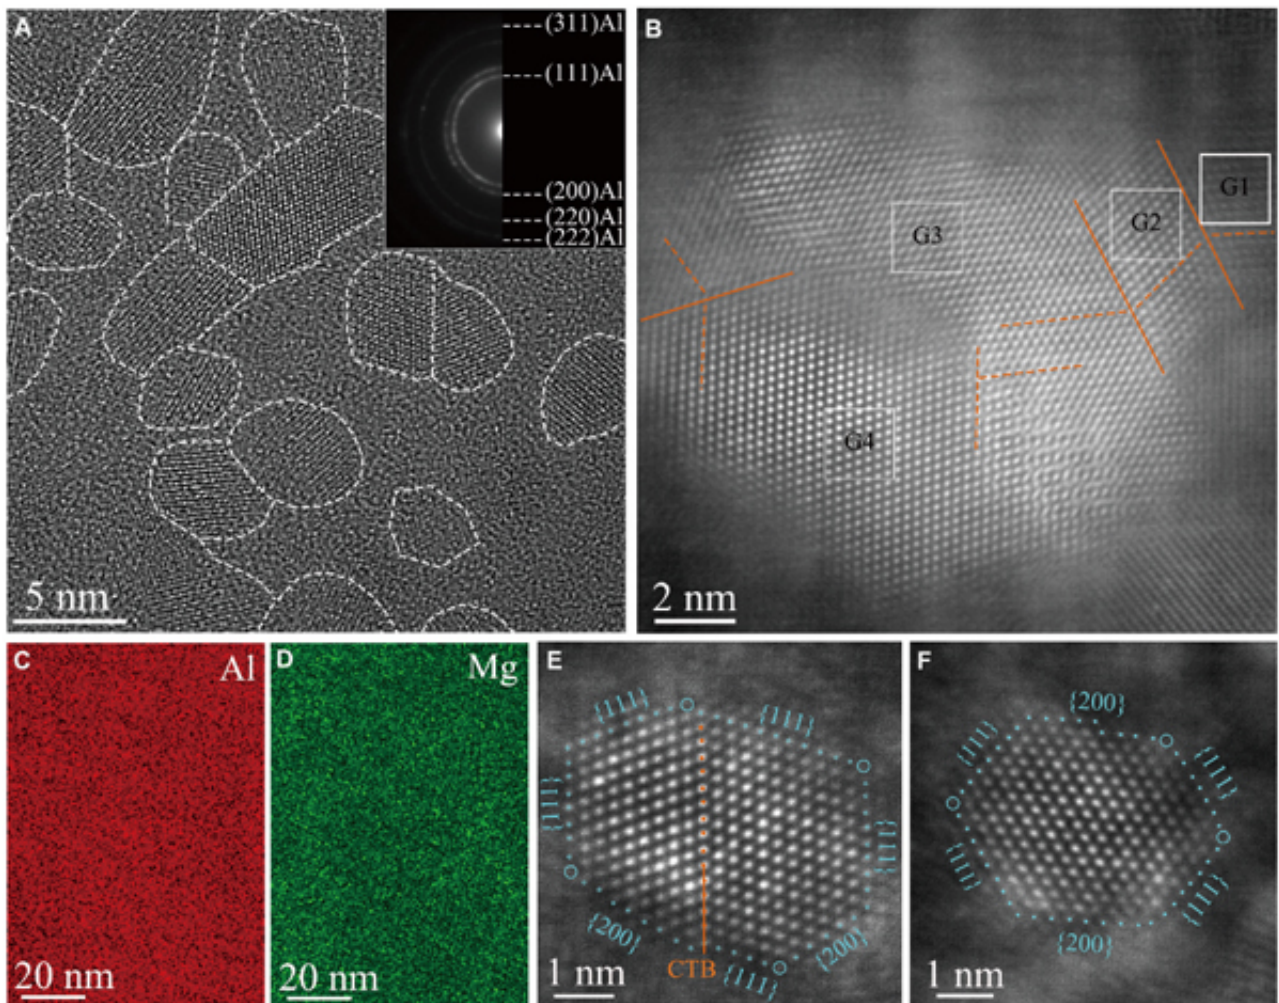 A
(311)Al
(111)Al
(200)Al
(220)Al
(222)Al
5 nm
B
G1
G2
G3
G4
2 nm
C
Al
20 nm
D
Mg
20 nm
E
{111}
{111}
{111}
{111}
{200}
{200}
{111}
CTB
1 nm
F
{200}
{111}
{111}
{111}
{111}
{200}
1 nm